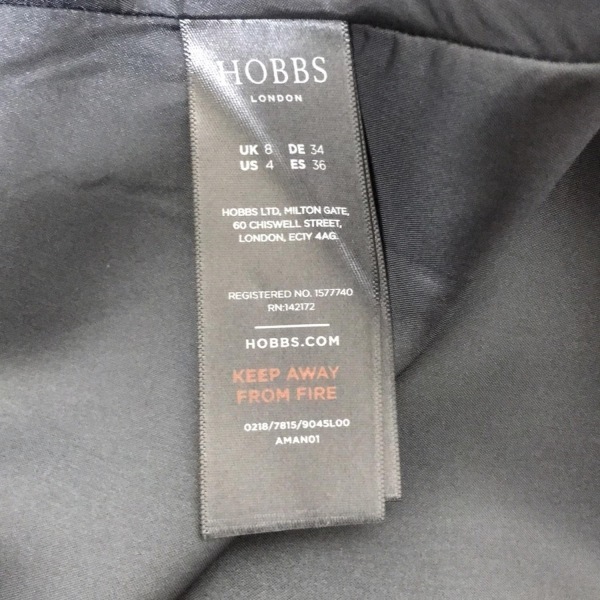 HOBBS
LONDON
UK 8 DE 34
US 4 ES 36
HOBBS LTD, MILTON GATE,
60 CHISWELL STREET,
LONDON, EC1Y 4AG.
REGISTERED NO. 1577740
RN:142172
HOBBS.COM
KEEP AWAY
FROM FIRE
0218/7815/9045L00
AMAN01